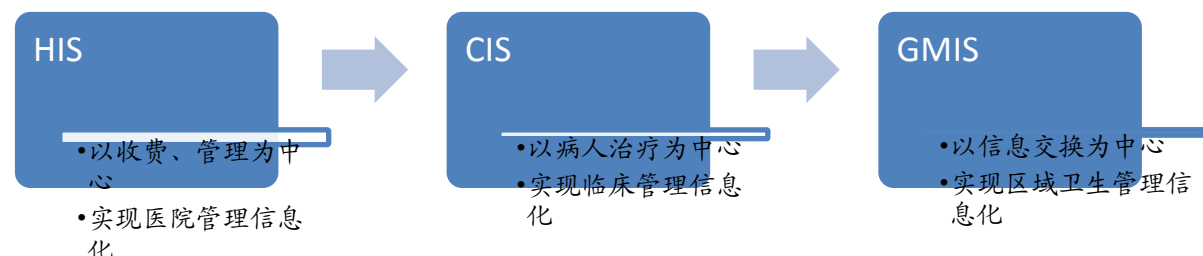 HIS
•以收费、管理为中
心
•实现医院管理信息
化
CIS
•以病人治疗为中心
•实现临床管理信息
化
GMIS
•以信息交换为中心
•实现区域卫生管理信
息化